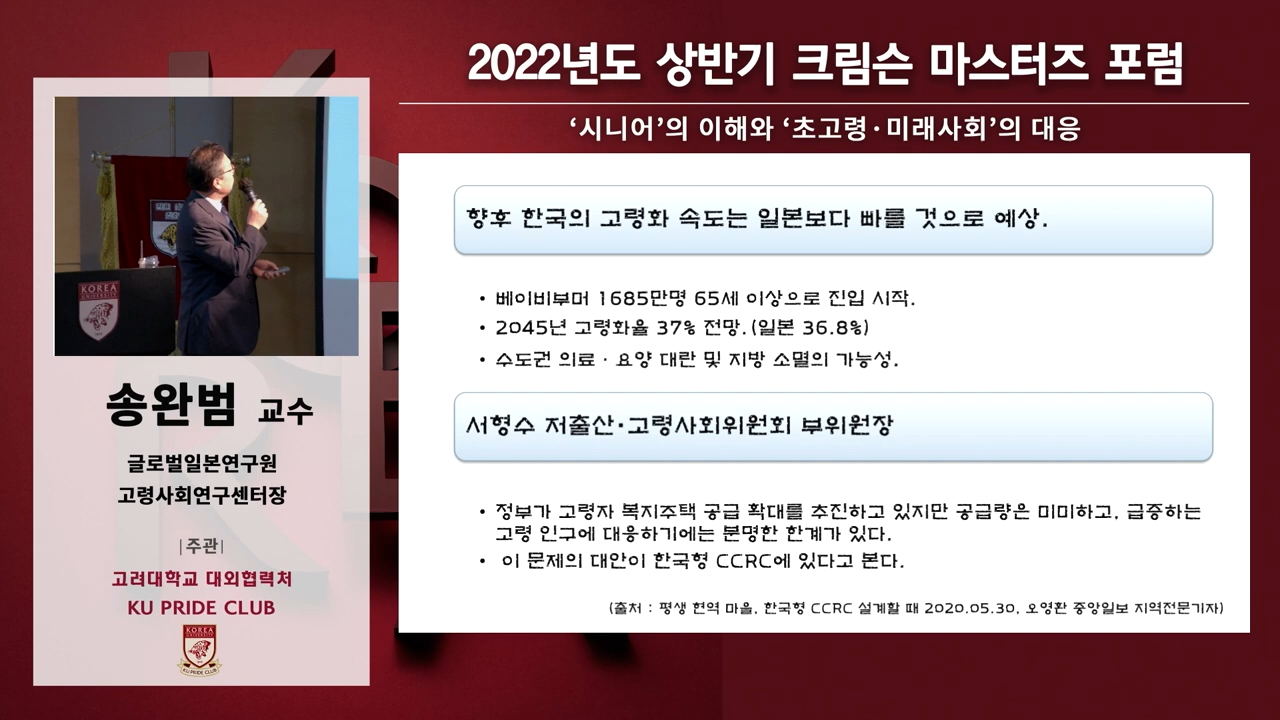 2022년도 상반기 크림슨 마스터즈 포럼
‘시니어’의 이해와 ‘초고령·미래사회’의 대응
향후 한국의 고령화 속도는 일본보다 빠를 것으로 예상.
• 베이비부머 1685만명 65세 이상으로 진입 시작.
• 2045년 고령화율 37% 전망.(일본 36.8%)
• 수도권 의료·요양 대란 및 지방 소멸의 가능성.
서형수 저출산·고령사회위원회 부위원장
• 정부가 고령자 복지주택 공급 확대를 추진하고 있지만 공급량은 미미하고, 급증하는
고령 인구에 대응하기에는 분명한 한계가 있다.
• 이 문제의 대안이 한국형 CCRC에 있다고 본다.
(출처 : 평생 현역 마을, 한국형 CCRC 설계할 때 2020.05.30, 오영환 중앙일보 지역전문기자)
KOREA
UNIVERSITY
송완범 교수
글로벌일본연구원
고령사회연구센터장
|주관|
고려대학교 대외협력처
KU PRIDE CLUB
KOREA
UNIVERSITY
KU PRIDE CLUB